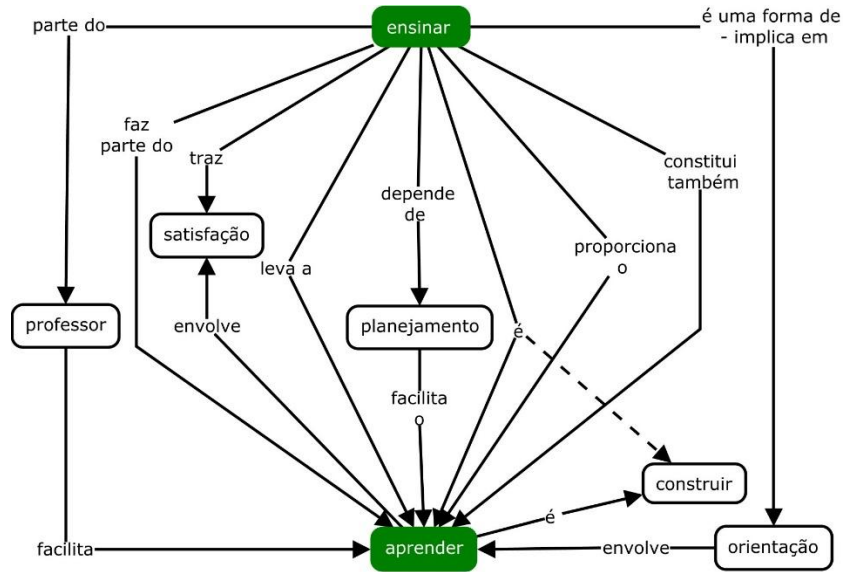 parte do
ensinar
é uma forma de
- implica em
faz
parte do
traz
constitui
também
depende
de
satisfação
leva a
proporciona
o
professor
envolve
planejamento
é
facilita
o
construir
é
facilita
aprender
envolve
orientação